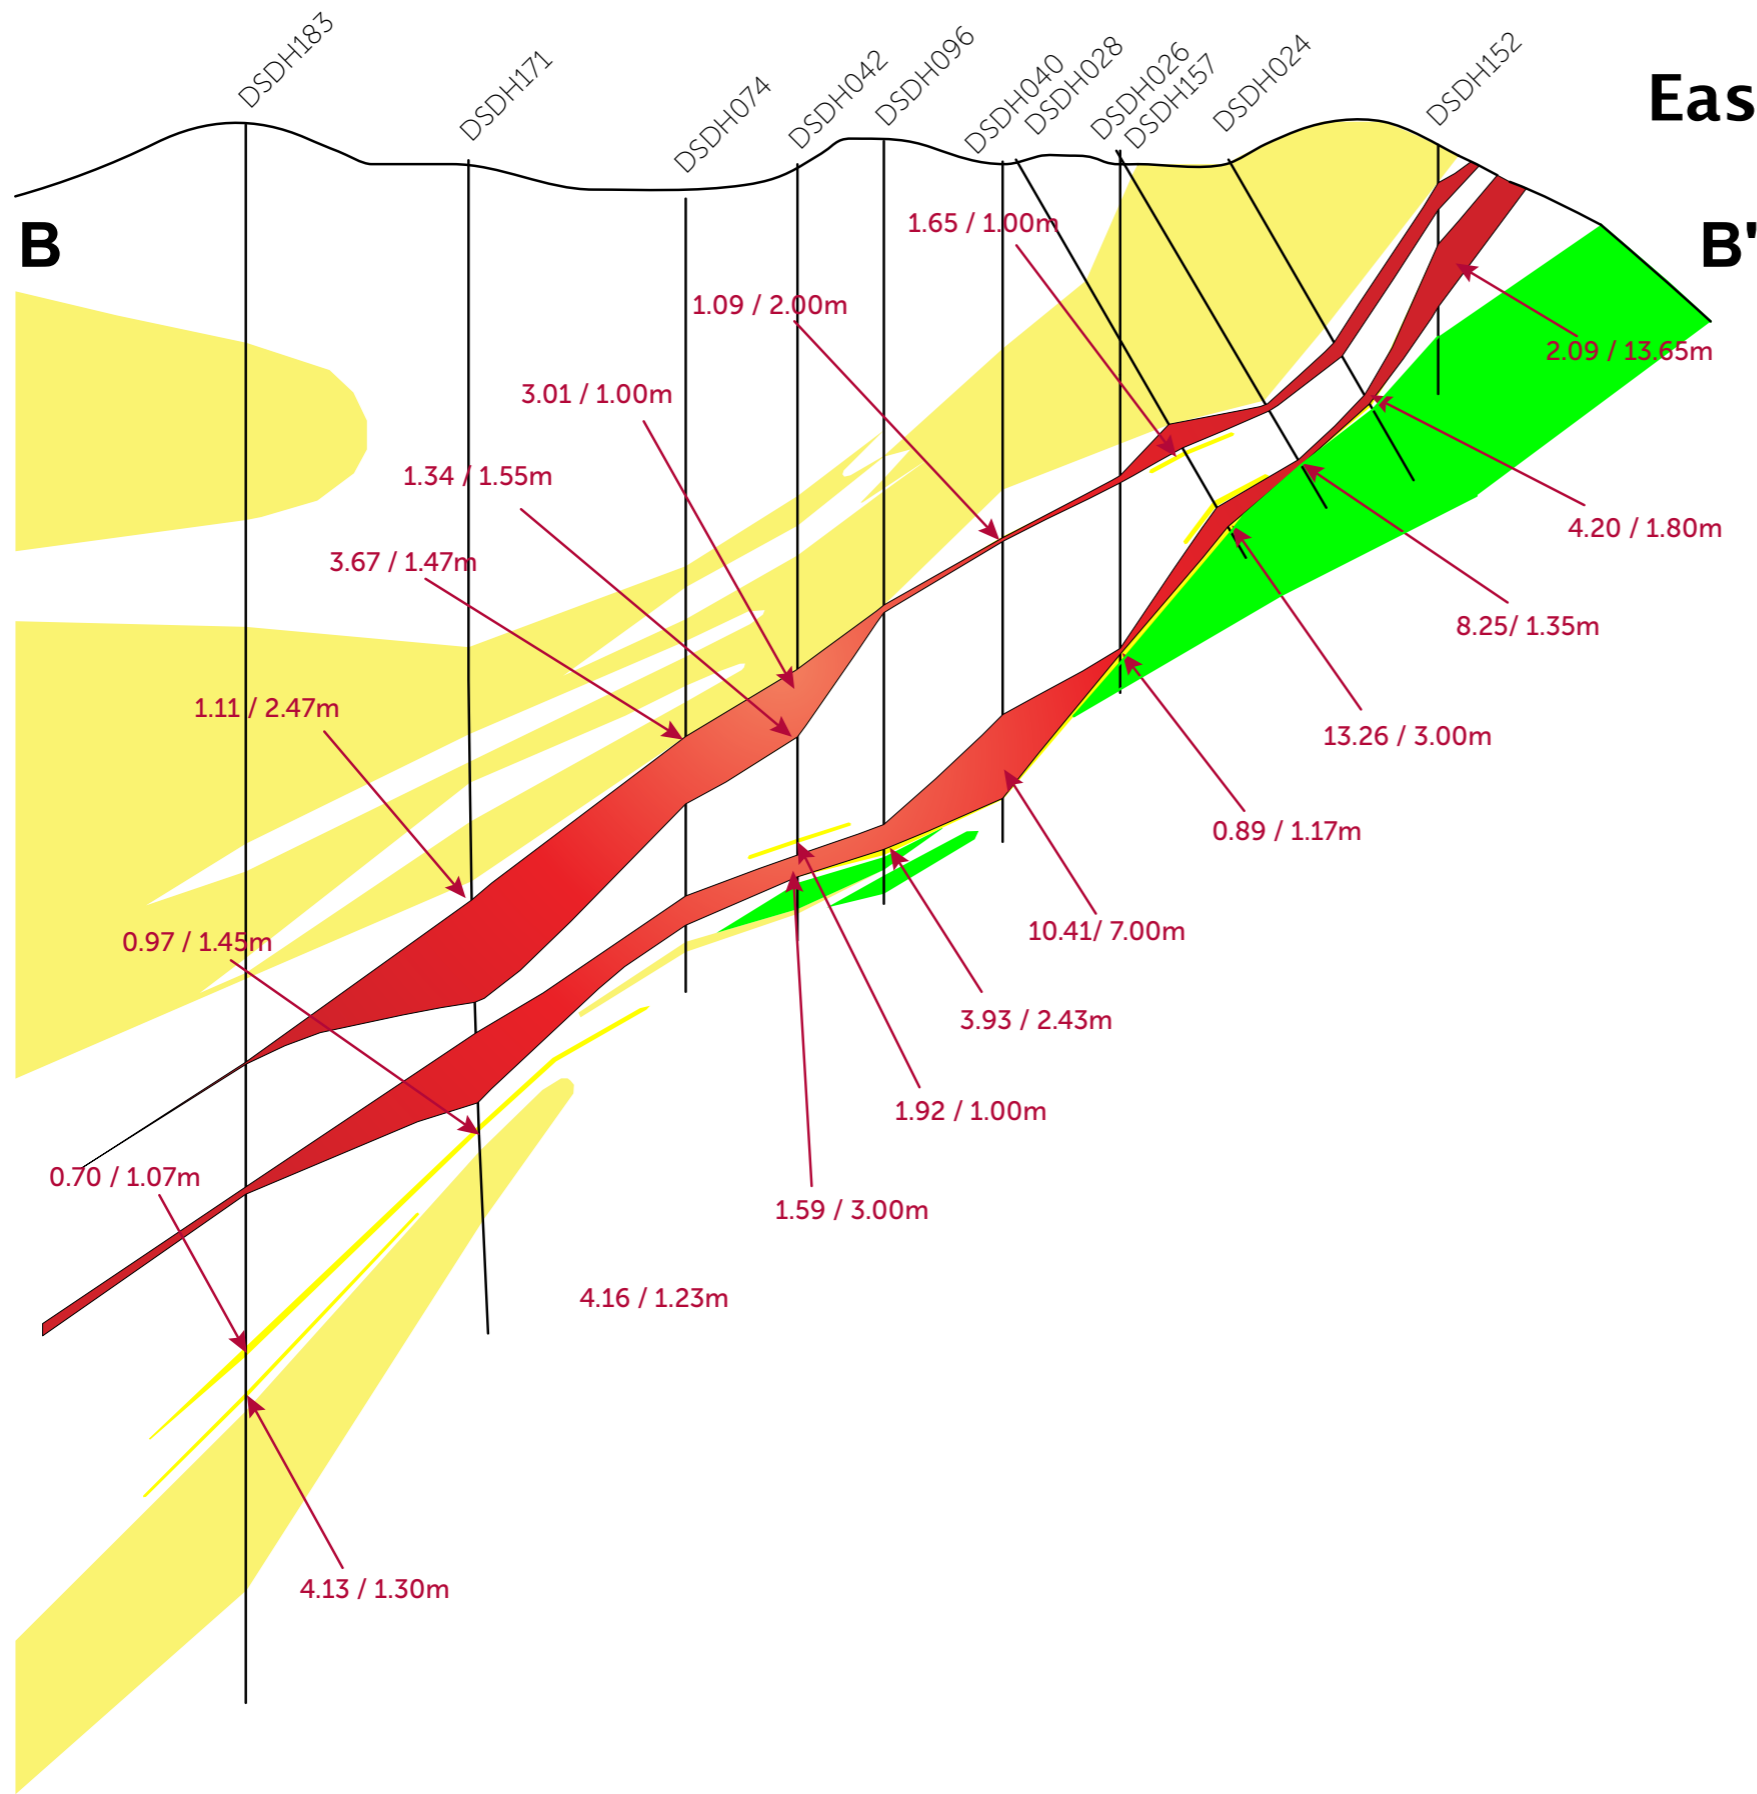 DSDH183
DSDH171
DSDH074
DSDH042
DSDH096
DSDH040
DSDH028
DSDH026
DSDH157
DSDH024
DSDH152
Eas
B
B'
1.65 / 1.00m
1.09 / 2.00m
2.09 / 13.65m
3.01 / 1.00m
1.34 / 1.55m
4.20 / 1.80m
3.67 / 1.47m
8.25/ 1.35m
1.11 / 2.47m
13.26 / 3.00m
0.89 / 1.17m
0.97 / 1.45m
10.41/ 7.00m
3.93 / 2.43m
1.92 / 1.00m
0.70 / 1.07m
1.59 / 3.00m
4.16 / 1.23m
4.13 / 1.30m